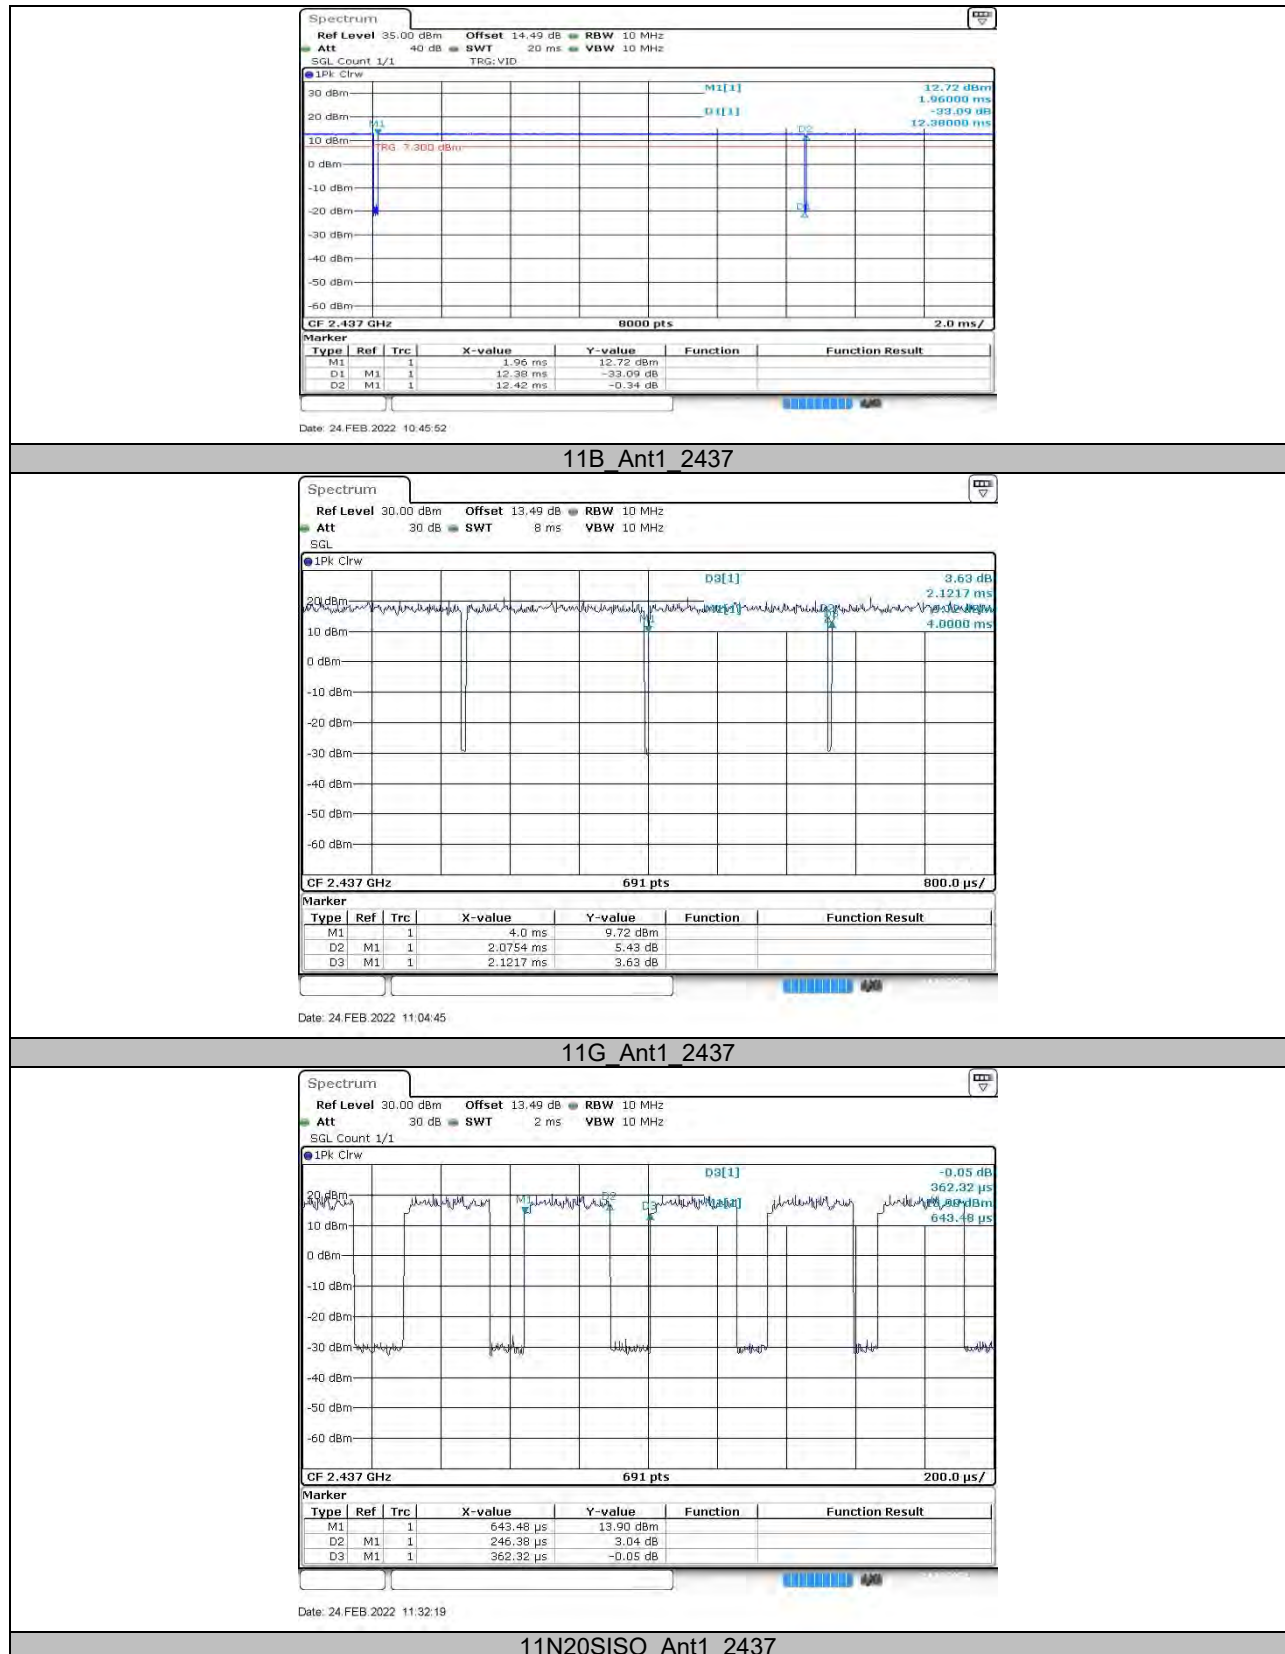 Spectrum
Ref Level 35.00 dBm Offset 14.49 dB RBW 10 MHz
Att 40 dB SWT 20 ms VBW 10 MHz
SGL Count 1/1 TRG:VID
1Pk Clrw
M1[1] 12.72 dBm
1.96000 ms
D1[1] -33.09 dB
12.38000 ms
30 dBm
20 dBm
M1
D2
10 dBm
TRG 7.300 dBm
0 dBm
-10 dBm
-20 dBm
-30 dBm
-40 dBm
-50 dBm
-60 dBm
CF 2.437 GHz 8000 pts 2.0 ms/
Marker
Type Ref Trc X-value Y-value Function Function Result
M1 1 1.96 ms 12.72 dBm
D1 M1 1 12.38 ms -33.09 dB
D2 M1 1 12.42 ms -0.34 dB
Date: 24.FEB.2022 10:45:52
11B_Ant1_2437
Spectrum
Ref Level 30.00 dBm Offset 13.49 dB RBW 10 MHz
Att 30 dB SWT 8 ms VBW 10 MHz
SGL
1Pk Clrw
D3[1] 3.63 dB
2.1217 ms
20 dBm
M1
4.0000 ms
10 dBm
0 dBm
-10 dBm
-20 dBm
-30 dBm
-40 dBm
-50 dBm
-60 dBm
CF 2.437 GHz 691 pts 800.0 µs/
Marker
Type Ref Trc X-value Y-value Function Function Result
M1 1 4.0 ms 9.72 dBm
D2 M1 1 2.0754 ms 5.43 dB
D3 M1 1 2.1217 ms 3.63 dB
Date: 24.FEB.2022 11:04:45
11G_Ant1_2437
Spectrum
Ref Level 30.00 dBm Offset 13.49 dB RBW 10 MHz
Att 30 dB SWT 2 ms VBW 10 MHz
SGL Count 1/1
1Pk Clrw
D3[1] -0.05 dB
362.32 µs
20 dBm
M1 D2 D3
643.48 µs
10 dBm
0 dBm
-10 dBm
-20 dBm
-30 dBm
-40 dBm
-50 dBm
-60 dBm
CF 2.437 GHz 691 pts 200.0 µs/
Marker
Type Ref Trc X-value Y-value Function Function Result
M1 1 643.48 µs 13.90 dBm
D2 M1 1 246.38 µs 3.04 dB
D3 M1 1 362.32 µs -0.05 dB
Date: 24.FEB.2022 11:32:19
11N20SISO_Ant1_2437